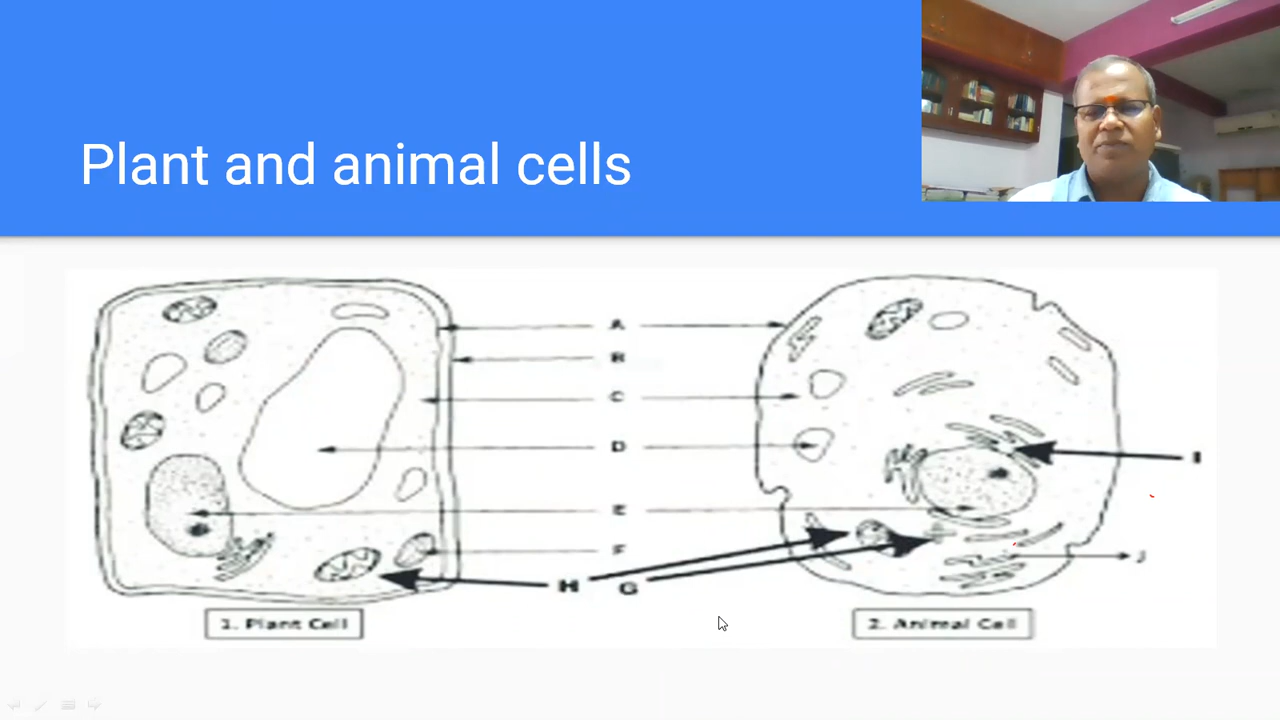 Plant and animal cells
A
B
C
D
I
E
F
J
H
G
1. Plant Cell
2. Animal Cell